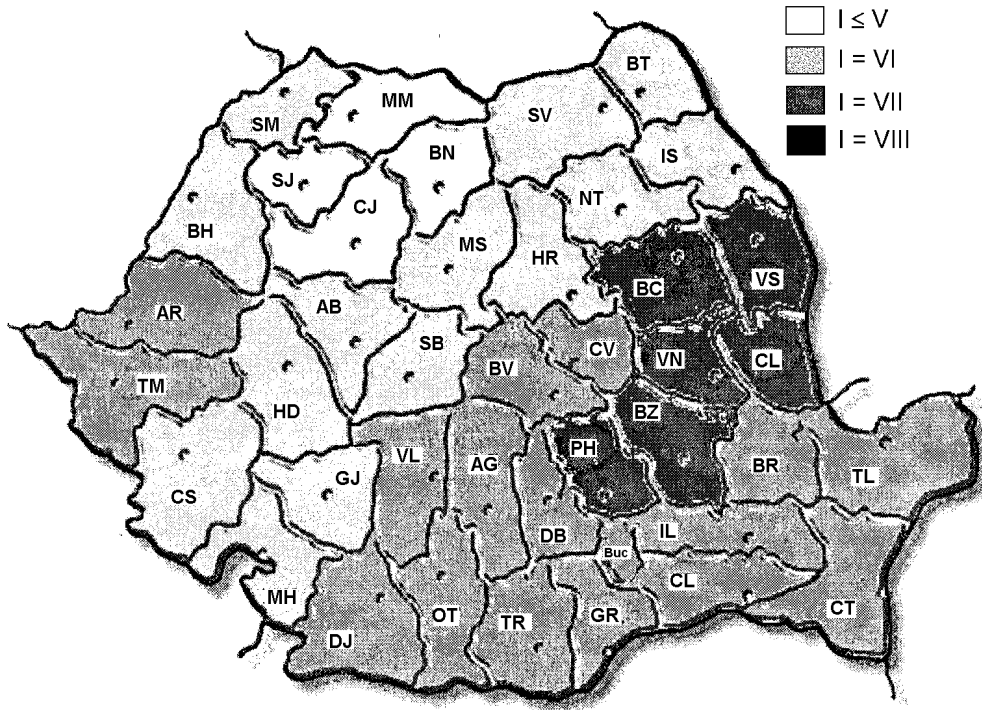 I ≤ V
I = VI
I = VII
I = VIII
BT
MM
SV
SM
BN
IS
SJ
CJ
NT
BH
MS
HR
VS
BC
AR
AB
SB
CV
VN
CL
BV
TM
HD
BZ
VL
PH
AG
BR
TL
GJ
CS
DB
IL
Buc
CL
MH
OT
TR
GR
CT
DJ